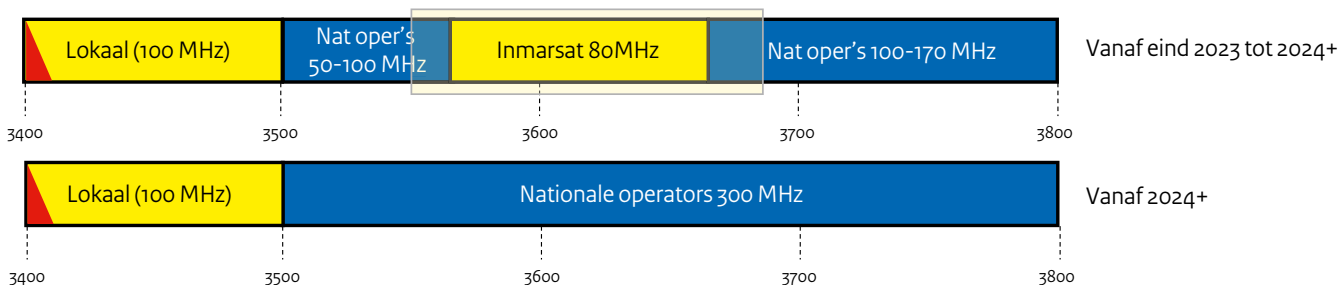 Lokaal (100 MHz)
Nat oper's
50-100 MHz
Inmarsat 80MHz
Nat oper's 100-170 MHz
Vanaf eind 2023 tot 2024+
3400
3500
3600
3700
3800
Lokaal (100 MHz)
Nationale operators 300 MHz
Vanaf 2024+
3400
3500
3600
3700
3800